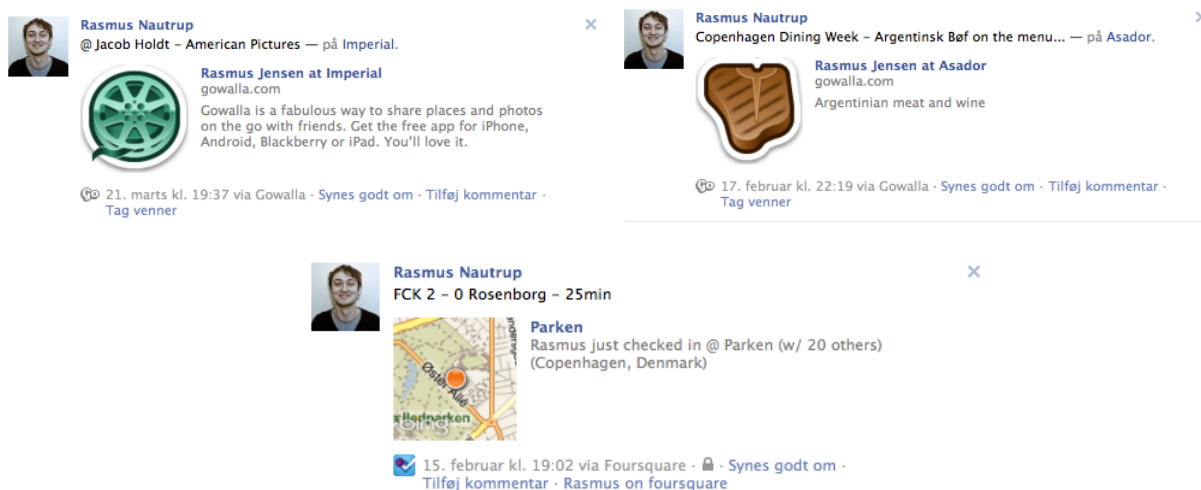 Rasmus Nautrup
@ Jacob Holdt – American Pictures — på Imperial.
Rasmus Jensen at Imperial
gowalla.com
Gowalla is a fabulous way to share places and photos
on the go with friends. Get the free app for iPhone,
Android, Blackberry or iPad. You'll love it.
21. marts kl. 19:37 via Gowalla · Synes godt om · Tilføj kommentar ·
Tag venner
Rasmus Nautrup
Copenhagen Dining Week – Argentinsk Bøf on the menu... — på Asador.
Rasmus Jensen at Asador
gowalla.com
Argentinian meat and wine
17. februar kl. 22:19 via Gowalla · Synes godt om · Tilføj kommentar ·
Tag venner
Rasmus Nautrup
FCK 2 – 0 Rosenborg – 25min
Parken
Rasmus just checked in @ Parken (w/ 20 others)
(Copenhagen, Denmark)
Øster Allé
bing
15. februar kl. 19:02 via Foursquare · Synes godt om ·
Tilføj kommentar · Rasmus on foursquare